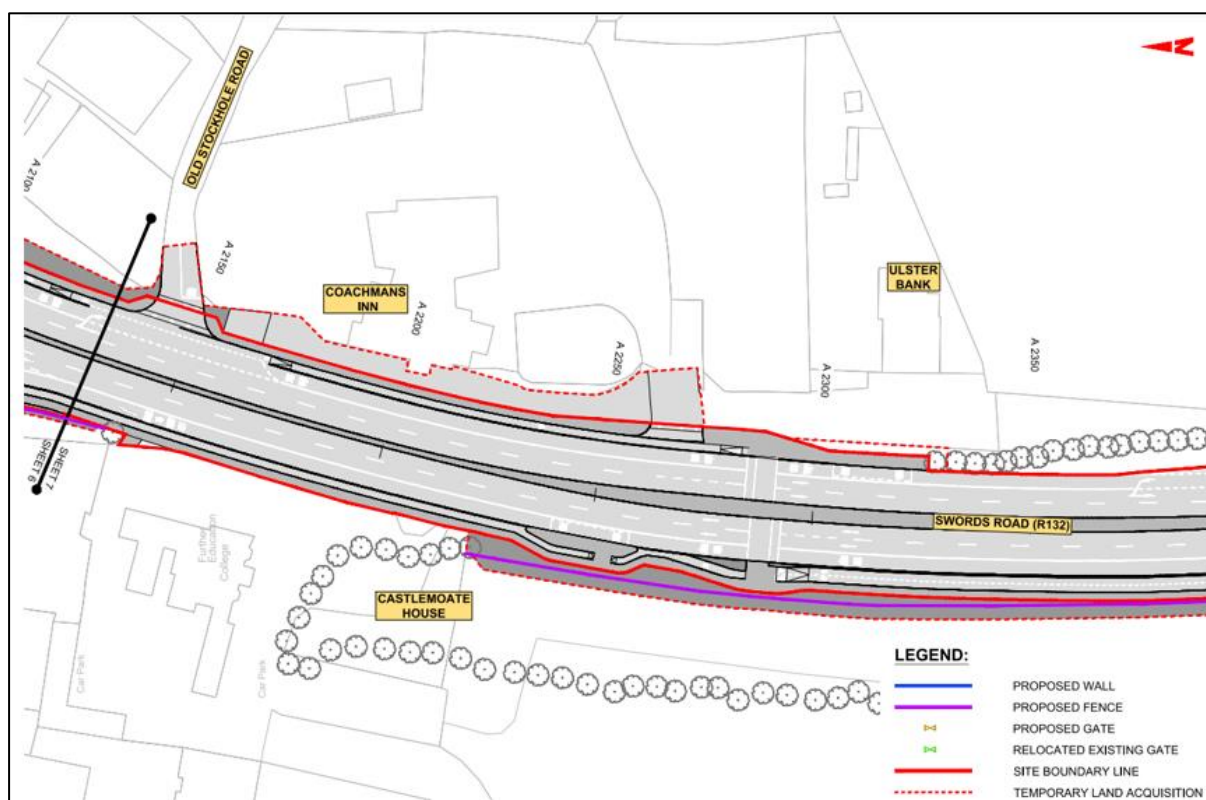 N
OLD STOCKHOLE ROAD
A 2100
A 2150
COACHMANS
INN
A 2200
A 2250
ULSTER
BANK
A 2300
A 2350
SHEET 6
SHEET 7
SWORDS ROAD (R132)
Further
Education
College
CASTLEMOATE
HOUSE
Car Park
Car Park
LEGEND:
PROPOSED WALL
PROPOSED FENCE
PROPOSED GATE
RELOCATED EXISTING GATE
SITE BOUNDARY LINE
TEMPORARY LAND ACQUISITION